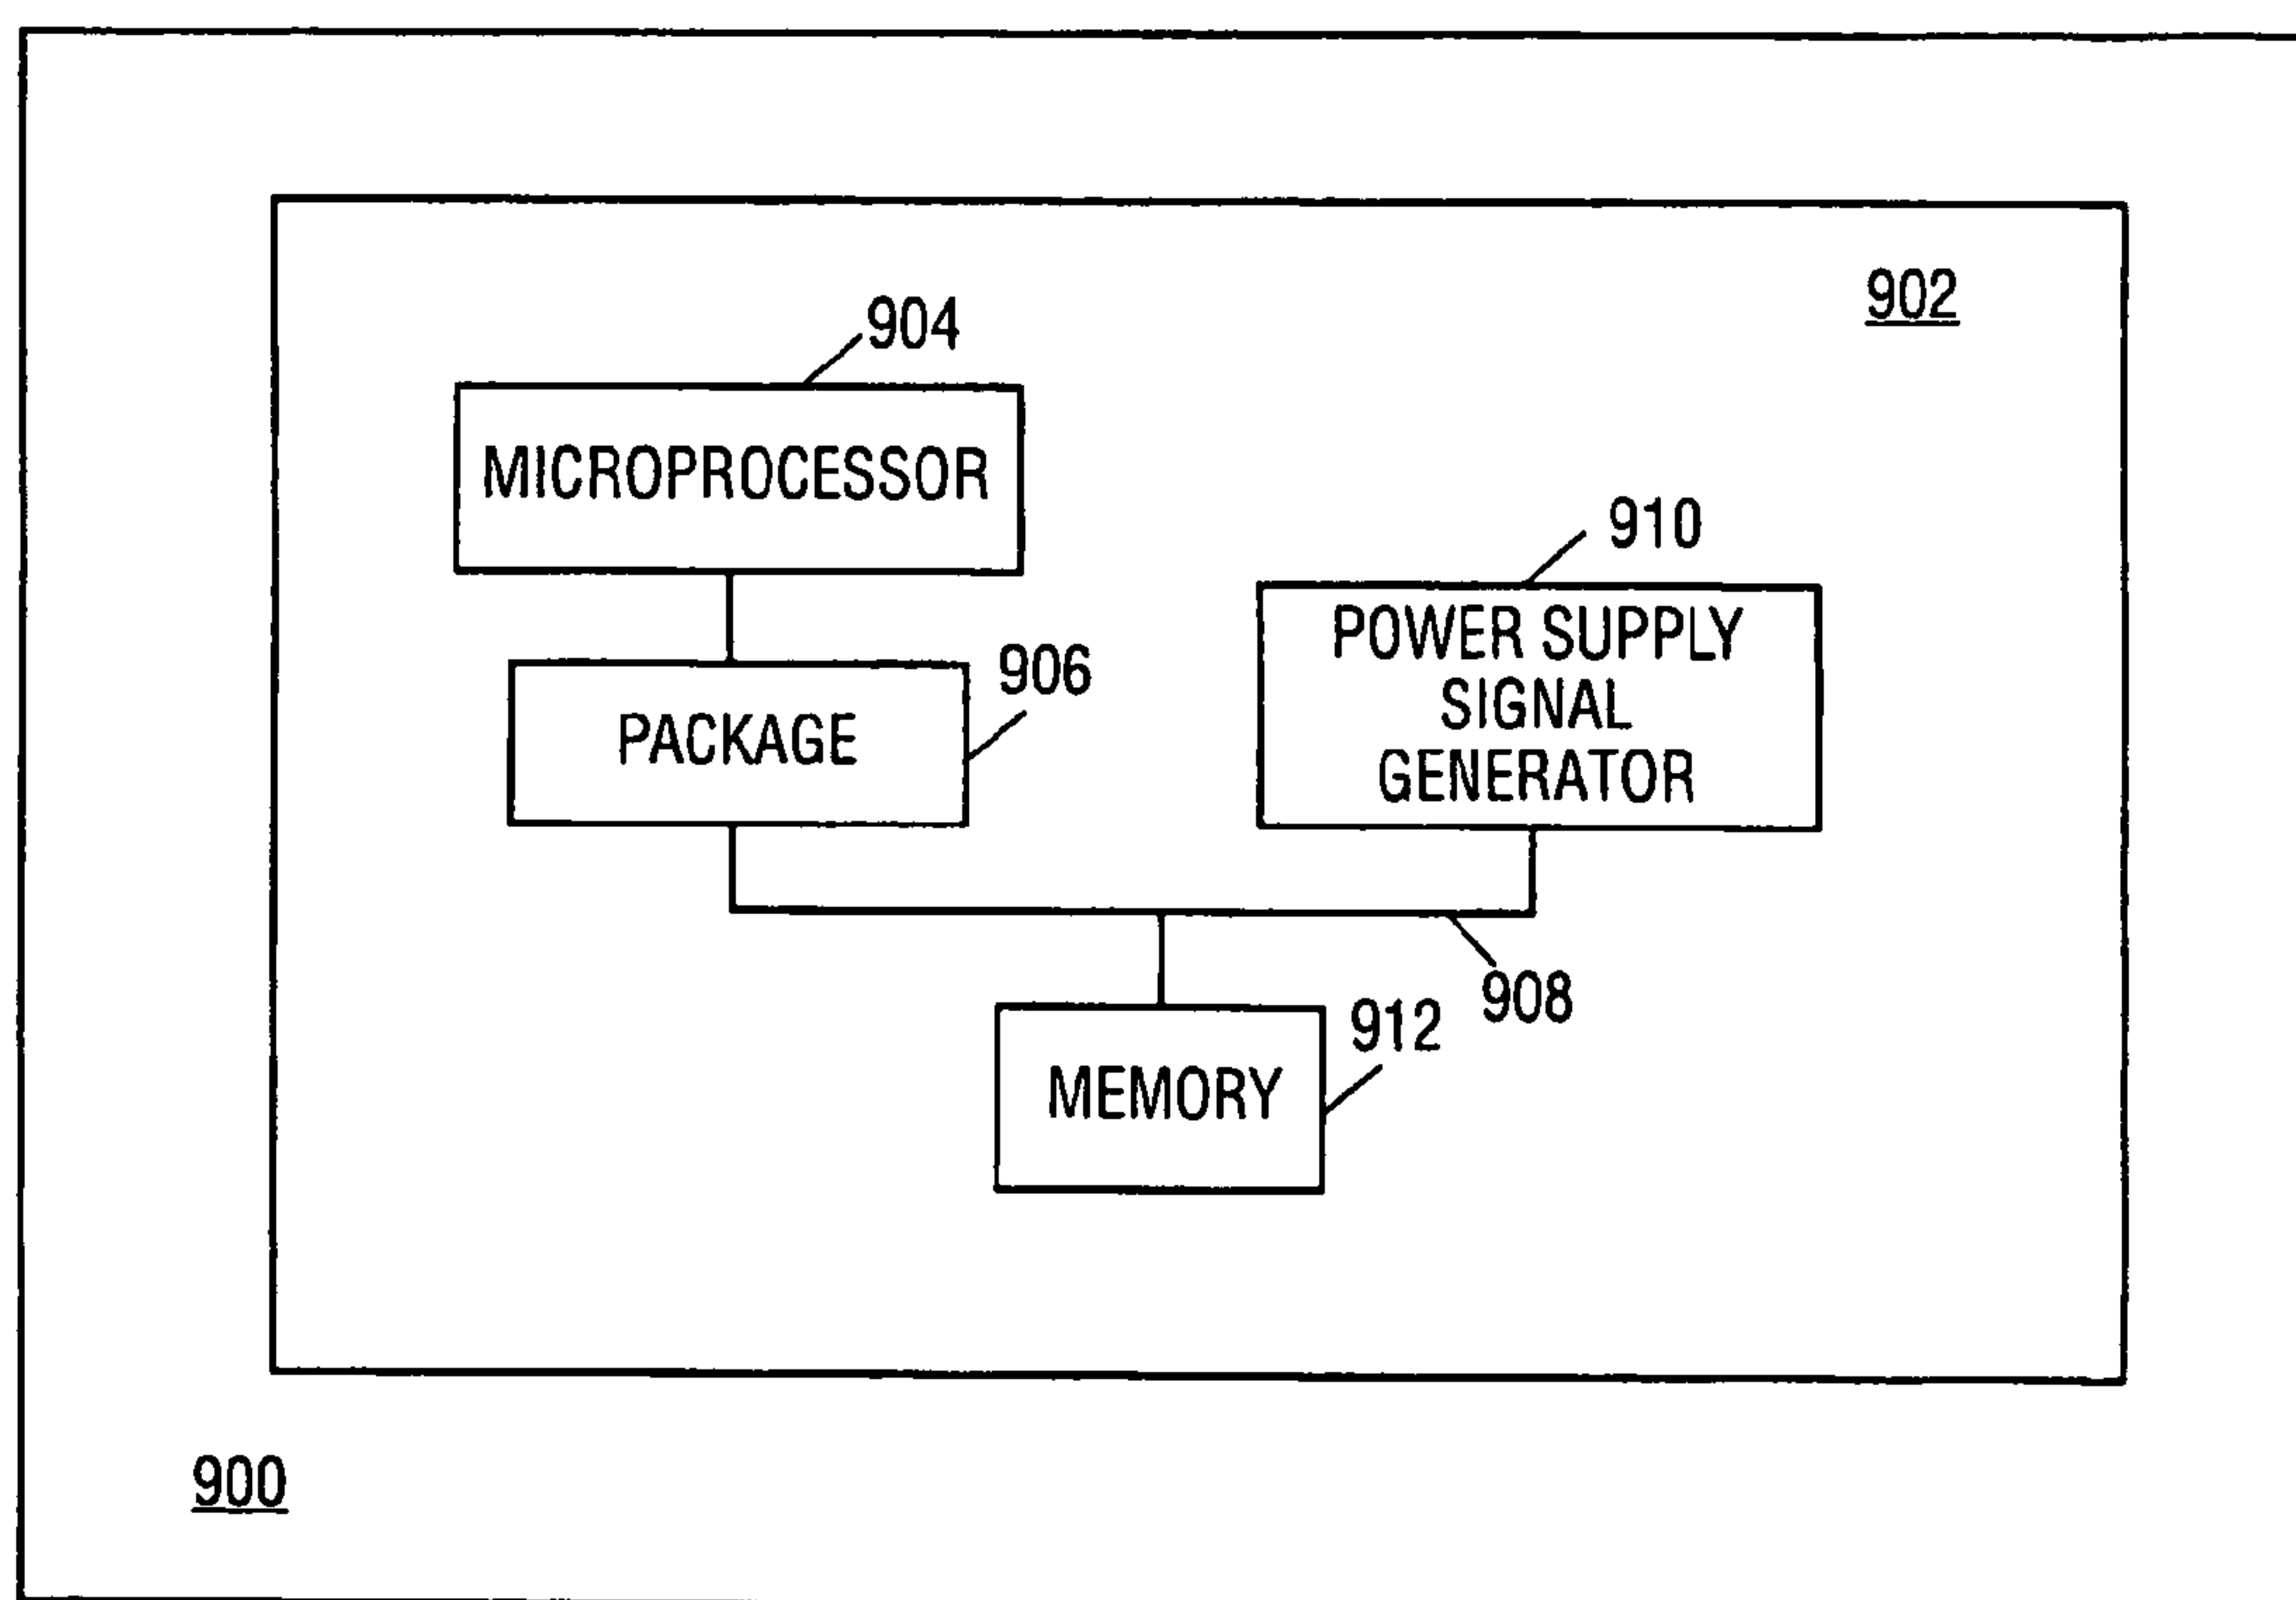 902
904
MICROPROCESSOR
910
POWER SUPPLY
SIGNAL
GENERATOR
906
PACKAGE
908
912
MEMORY
900